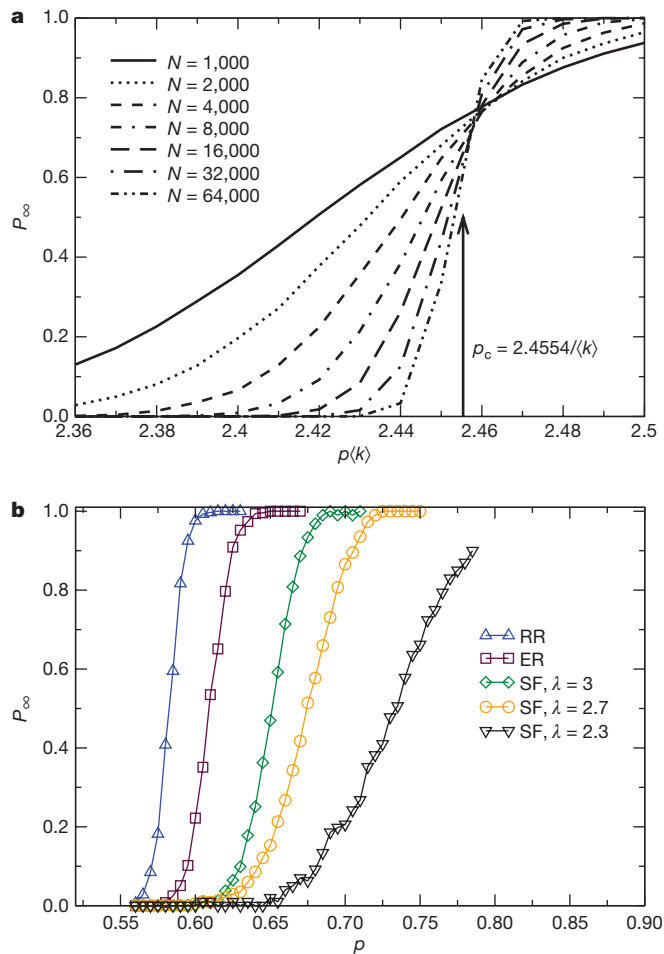 a
1.0
0.8
0.6
0.4
0.2
0.0
P∞
N = 1,000
N = 2,000
N = 4,000
N = 8,000
N = 16,000
N = 32,000
N = 64,000
pc = 2.4554/⟨k⟩
2.36 2.38 2.4 2.42 2.44 2.46 2.48 2.5
p⟨k⟩
b
1.0
0.8
0.6
0.4
0.2
0.0
P∞
RR
ER
SF, λ = 3
SF, λ = 2.7
SF, λ = 2.3
0.55 0.60 0.65 0.70 0.75 0.80 0.85 0.90
p